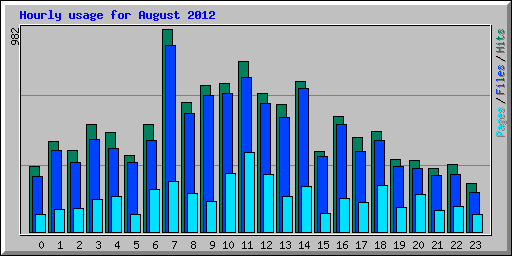 Hourly usage for August 2012
982
Pages / Files / Hits
0 1 2 3 4 5 6 7 8 9 10 11 12 13 14 15 16 17 18 19 20 21 22 23